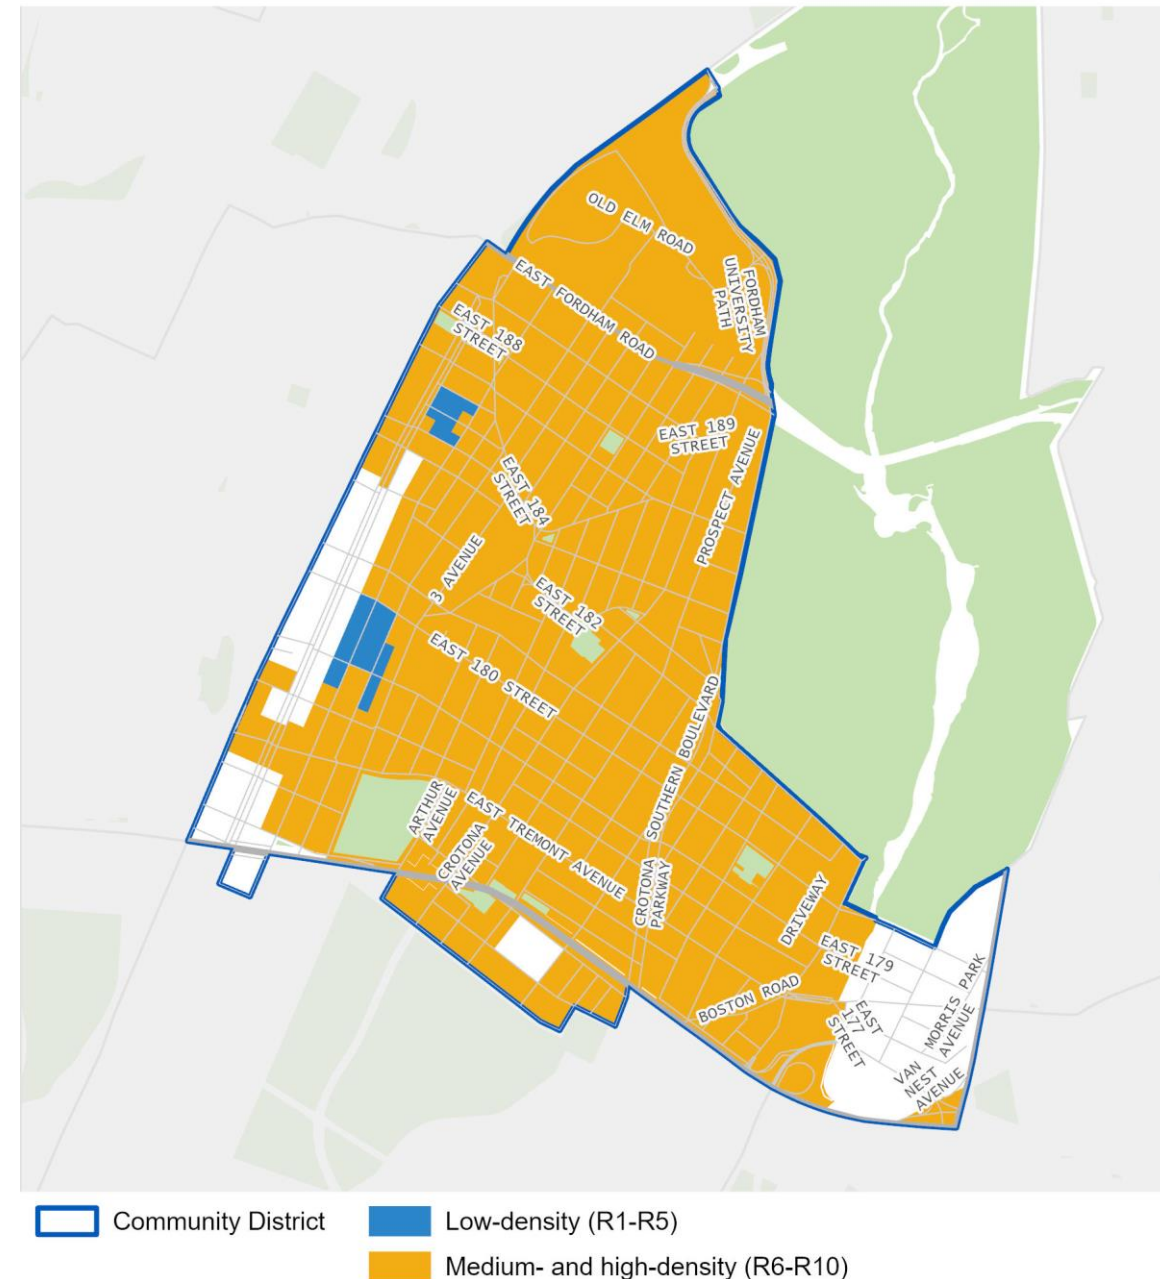 OLD ELM ROAD
FORDHAM
UNIVERSITY
PATH
EAST FORDHAM ROAD
EAST 188
STREET
EAST 189
STREET
PROSPECT AVENUE
EAST 184
STREET
3 AVENUE
EAST 182
STREET
EAST 180 STREET
SOUTHERN BOULEVARD
ARTHUR
AVENUE
CROTONA
AVENUE
EAST TREMONT AVENUE
CROTONA
PARKWAY
DRIVEWAY
EAST 179
STREET
BOSTON ROAD
EAST
177
STREET
MORRIS PARK
AVENUE
VAN
NEST
AVENUE
Community District
Low-density (R1-R5)
Medium- and high-density (R6-R10)